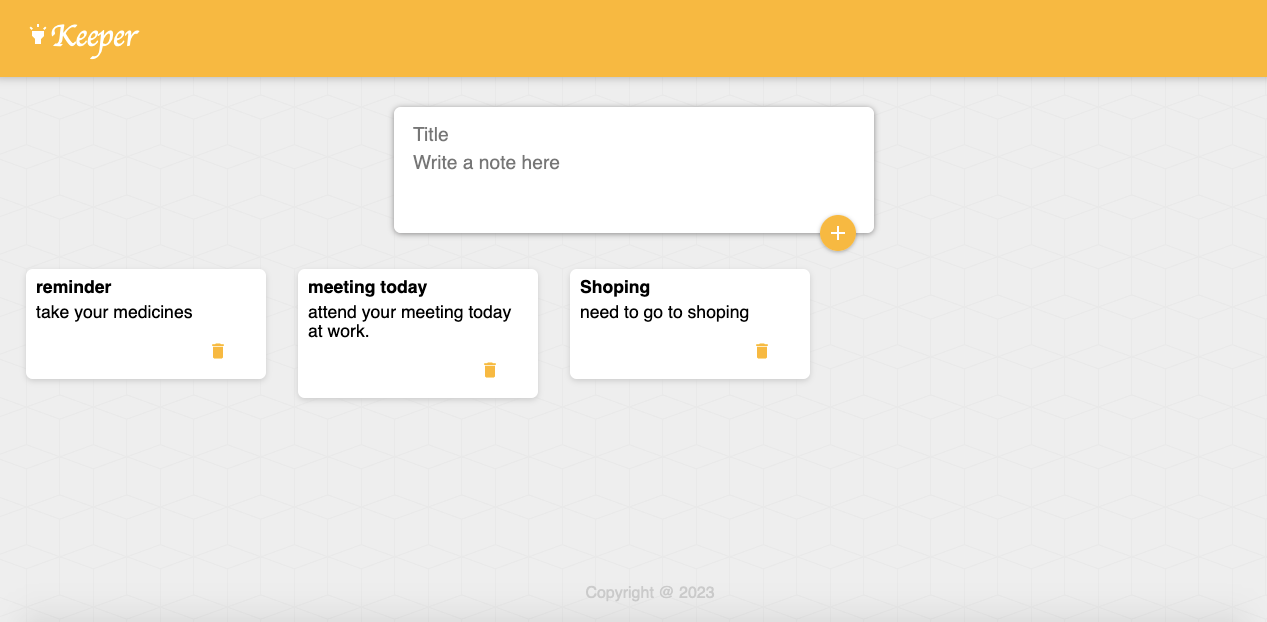 Keeper
Title
Write a note here
reminder
take your medicines
meeting today
attend your meeting today
at work.
Shoping
need to go to shoping
Copyright @ 2023